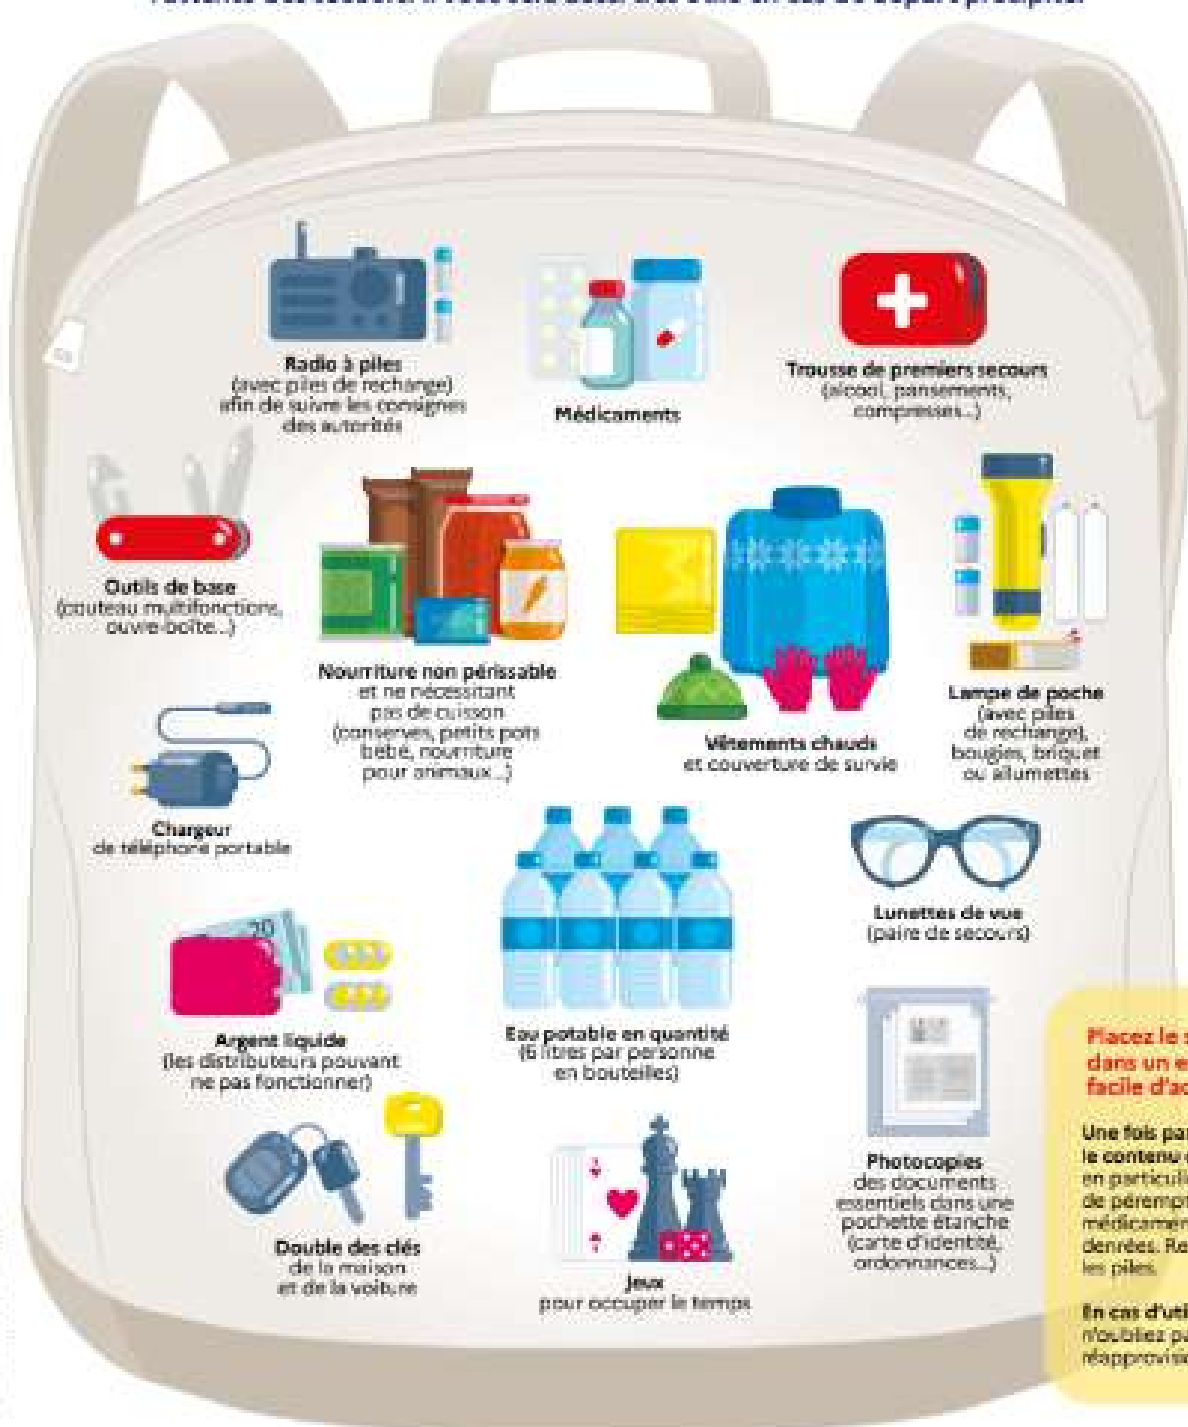 Radio à piles
(avec piles de rechange)
afin de suivre les consignes
des autorités
Médicaments
Trousse de premiers secours
(alcool, pansements,
compresses...)
Outils de base
(couteau multifonctions,
ouvre-boîte...)
Nourriture non périssable
et ne nécessitant
pas de cuisson
(conserves, petits pots
bébé, nourriture
pour animaux...)
Vêtements chauds
et couverture de survie
Lampe de poche
(avec piles
de rechange),
bougies, briquet
ou allumettes
Chargeur
de téléphone portable
Lunettes de vue
(paire de secours)
20
Argent liquide
(les distributeurs pouvant
ne pas fonctionner)
Eau potable en quantité
(6 litres par personne
en bouteilles)
Photocopies
des documents
essentiels dans une
pochette étanche
(carte d'identité,
ordonnances...)
Double des clés
de la maison
et de la voiture
Jeux
pour occuper le temps
Placez le
dans un
facile d'ac
Une fois par
le contenu
en particuli
de péremp
médicamen
denrées. Re
les piles.
En cas d'uti
n'oubliez pa
réapprovisi